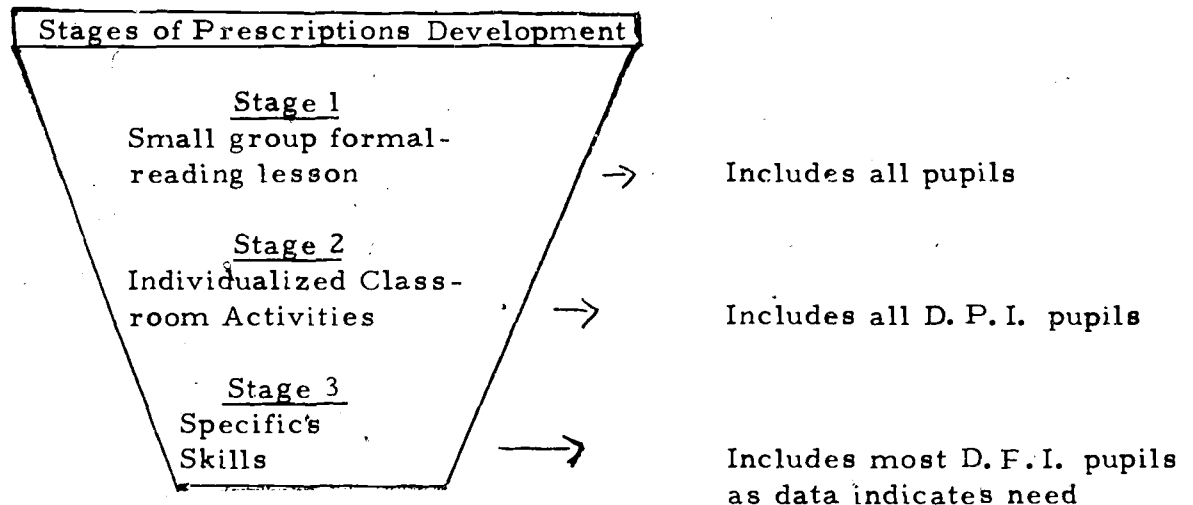 Stages of Prescriptions Development
Stage 1
Small group formal-
reading lesson
Includes all pupils
Stage 2
Individualized Class-
room Activities
Includes all D. P. I. pupils
Stage 3
Specific's
Skills
Includes most D. F. I. pupils
as data indicates need